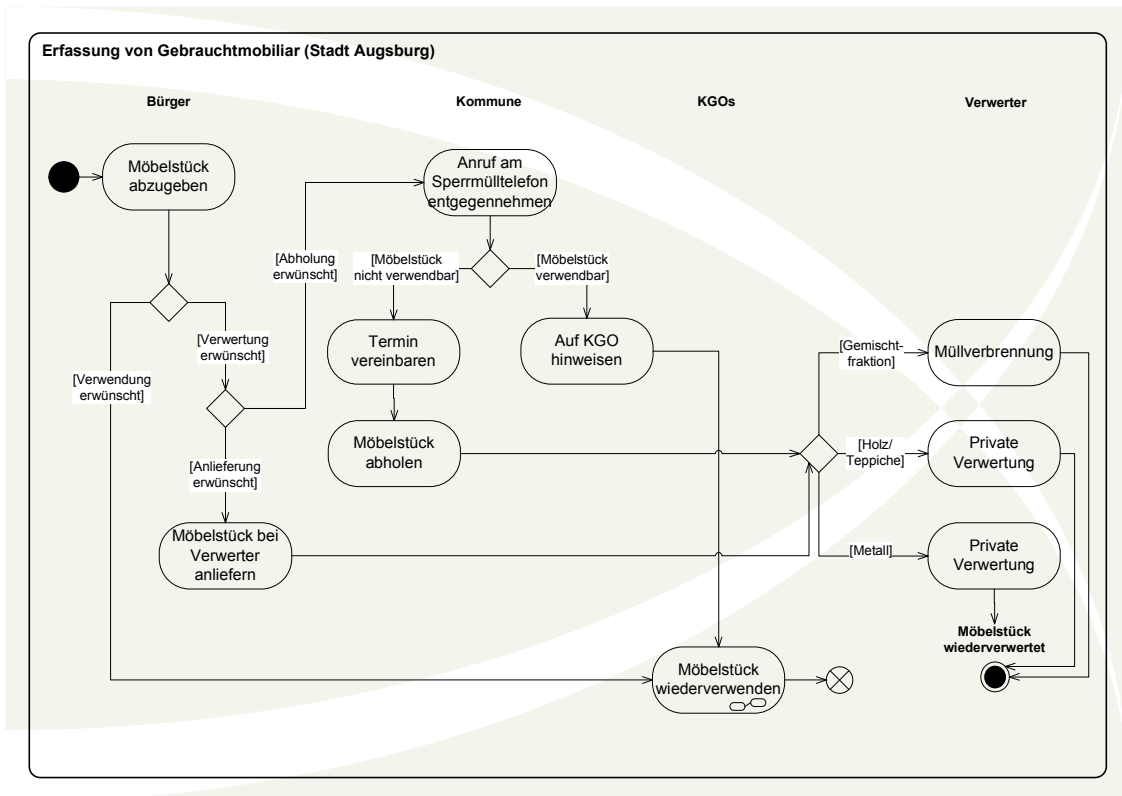 Erfassung von Gebrauchtmobiliar (Stadt Augsburg)
Bürger
Kommune
KGOs
Verwerter
Möbelstück
abzugeben
Anruf am
Sperrmülltelefon
entgegennehmen
[Abholung
erwünscht]
[Möbelstück
nicht verwendbar]
[Möbelstück
verwendbar]
[Verwertung
erwünscht]
[Verwendung
erwünscht]
Termin
vereinbaren
Auf KGO
hinweisen
[Gemischt-
fraktion]
Müllverbrennung
Möbelstück
abholen
[Holz/
Teppiche]
Private
Verwertung
[Anlieferung
erwünscht]
Möbelstück bei
Verwerter
anliefern
[Metall]
Private
Verwertung
Möbelstück
wiederverwertet
Möbelstück
wiederverwenden